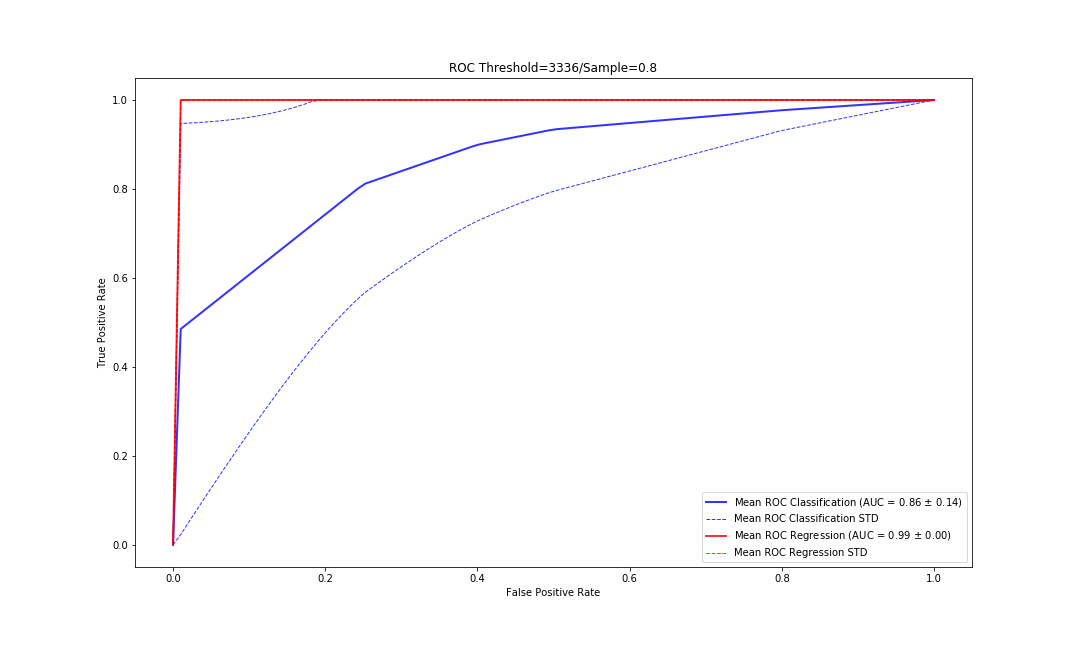 ROC Threshold=3336/Sample=0.8
1.0
0.8
0.6
0.4
0.2
0.0
True Positive Rate
0.0 0.2 0.4 0.6 0.8 1.0
False Positive Rate
Mean ROC Classification (AUC = 0.86 ± 0.14)
Mean ROC Classification STD
Mean ROC Regression (AUC = 0.99 ± 0.00)
Mean ROC Regression STD